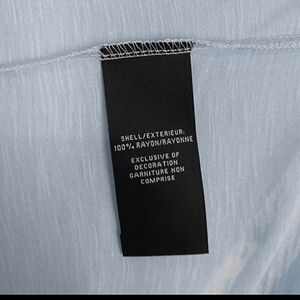 SHELL/EXTERIEUR:
100% RAYON/RAYONNE
EXCLUSIVE OF
DECORATION
GARNITURE NON
COMPRISE